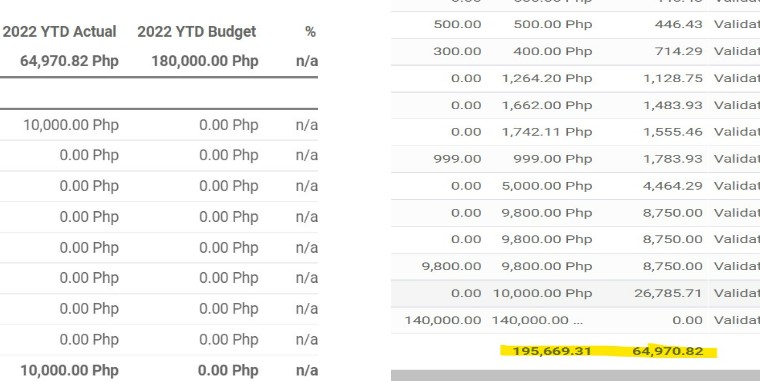 2022 YTD Actual 2022 YTD Budget %
64,970.82 Php 180,000.00 Php n/a
10,000.00 Php 0.00 Php n/a
0.00 Php 0.00 Php n/a
0.00 Php 0.00 Php n/a
0.00 Php 0.00 Php n/a
0.00 Php 0.00 Php n/a
0.00 Php 0.00 Php n/a
0.00 Php 0.00 Php n/a
0.00 Php 0.00 Php n/a
10,000.00 Php 0.00 Php n/a
500.00 500.00 Php 446.43 Validat
300.00 400.00 Php 714.29 Validat
0.00 1,264.20 Php 1,128.75 Validat
0.00 1,662.00 Php 1,483.93 Validat
0.00 1,742.11 Php 1,555.46 Validat
999.00 999.00 Php 1,783.93 Validat
0.00 5,000.00 Php 4,464.29 Validat
0.00 9,800.00 Php 8,750.00 Validat
0.00 9,800.00 Php 8,750.00 Validat
9,800.00 9,800.00 Php 8,750.00 Validat
0.00 10,000.00 Php 26,785.71 Validat
140,000.00 140,000.00 ... 0.00 Validat
195,669.31 64,970.82